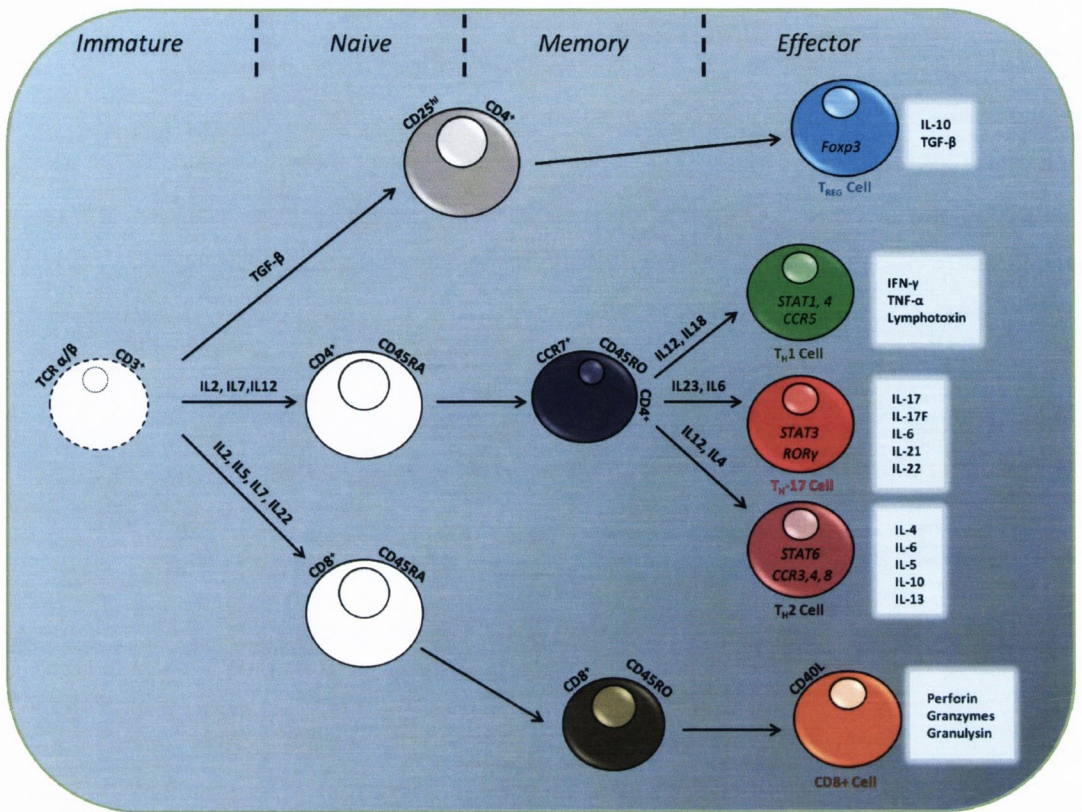 Immature
Naive
Memory
Effector
CD25hi
CD4+
Foxp3
TREG Cell
IL-10
TGF-β
TGF-β
TCR α/β
CD3+
IL2, IL7,IL12
CD4+
CD45RA
CCR7+
CD45RO
CD4+
IL12, IL18
STAT1, 4
CCR5
TH1 Cell
IFN-γ
TNF-α
Lymphotoxin
IL23, IL6
STAT3
RORγ
TH-17 Cell
IL-17
IL-17F
IL-6
IL-21
IL-22
IL12, IL4
STAT6
CCR3,4,8
TH2 Cell
IL-4
IL-6
IL-5
IL-10
IL-13
IL2, IL5, IL7, IL22
CD8+
CD45RA
CD8+
CD45RO
CD40L
CD8+ Cell
Perforin
Granzymes
Granulysin